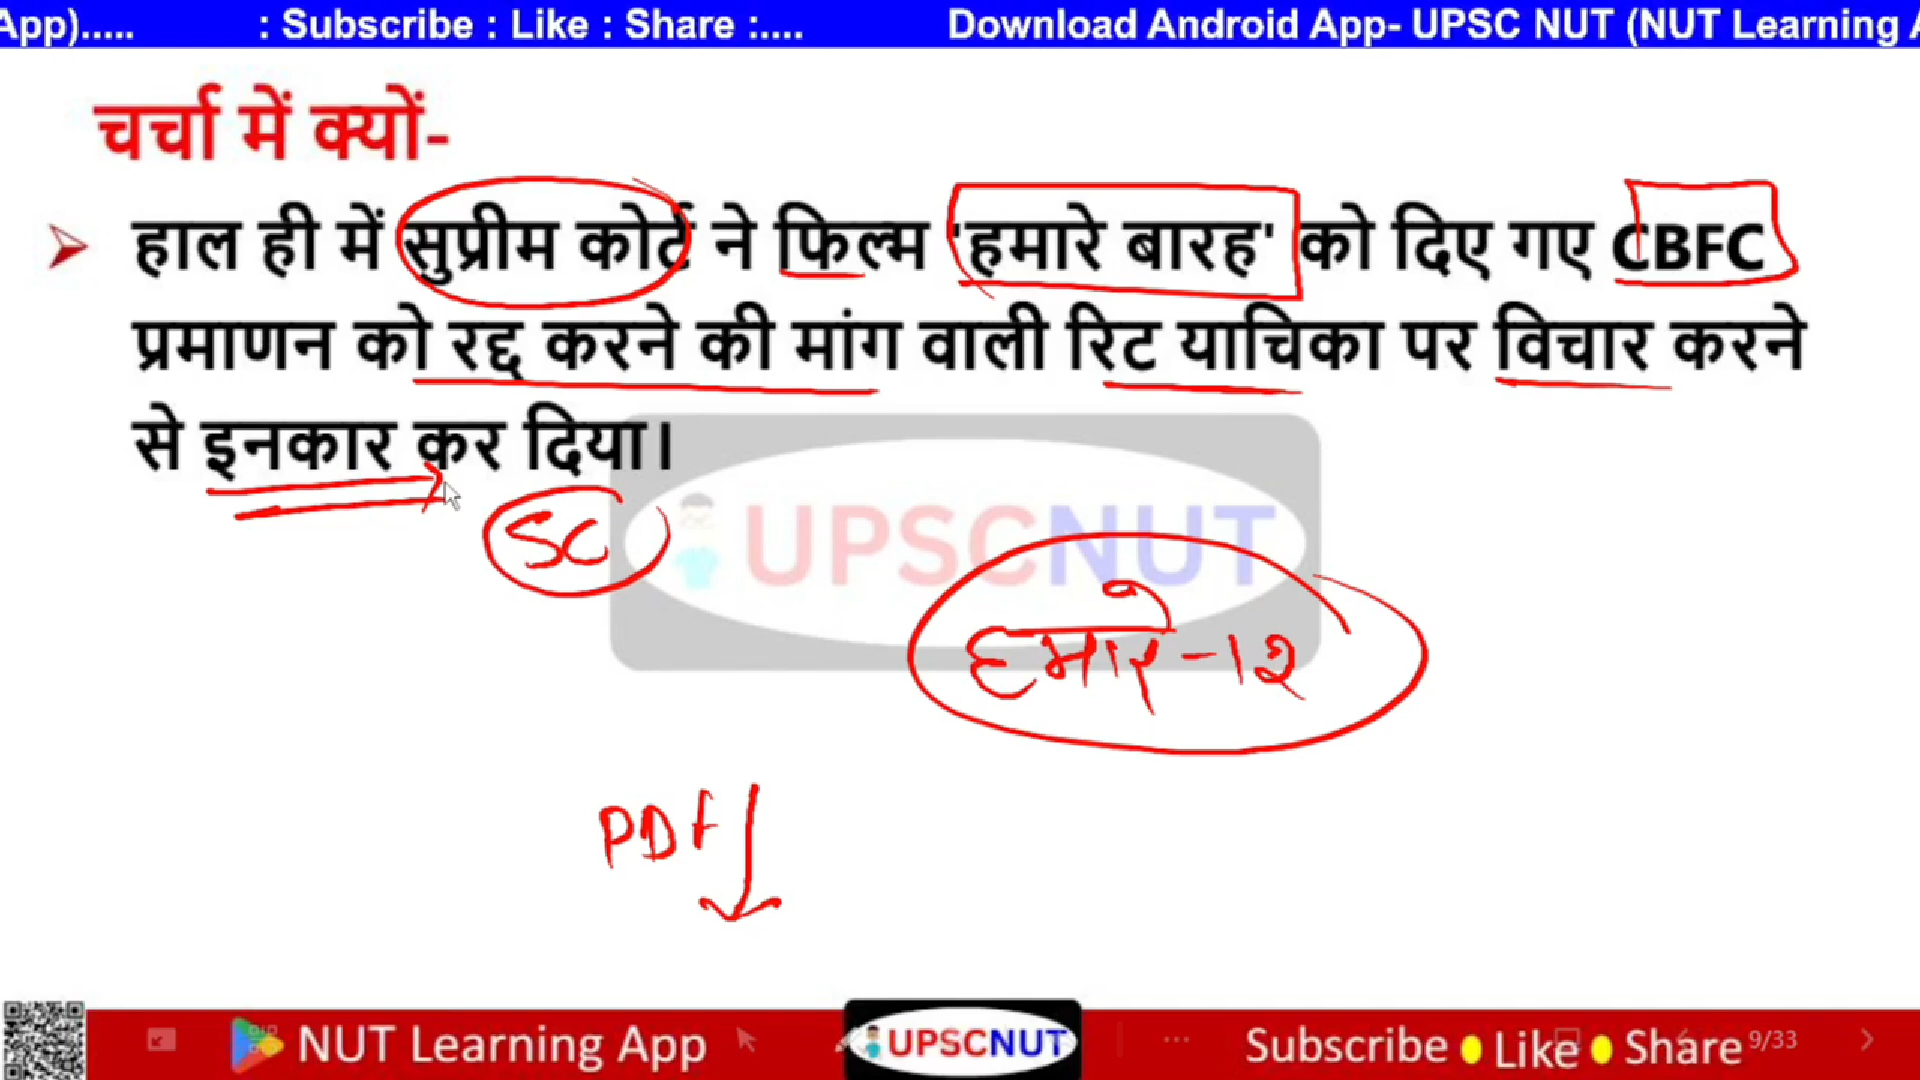 App)..... : Subscribe : Like : Share :.... Download Android App- UPSC NUT (NUT Learning A
चर्चा में क्यों-
हाल ही में सुप्रीम कोर्ट ने फिल्म 'हमारे बारह' को दिए गए CBFC
प्रमाणन को रद्द करने की मांग वाली रिट याचिका पर विचार करने
से इनकार कर दिया।
SC
UPSCNUT
हमारे-12
PDF
NUT Learning App UPSCNUT Subscribe Like Share 9/33